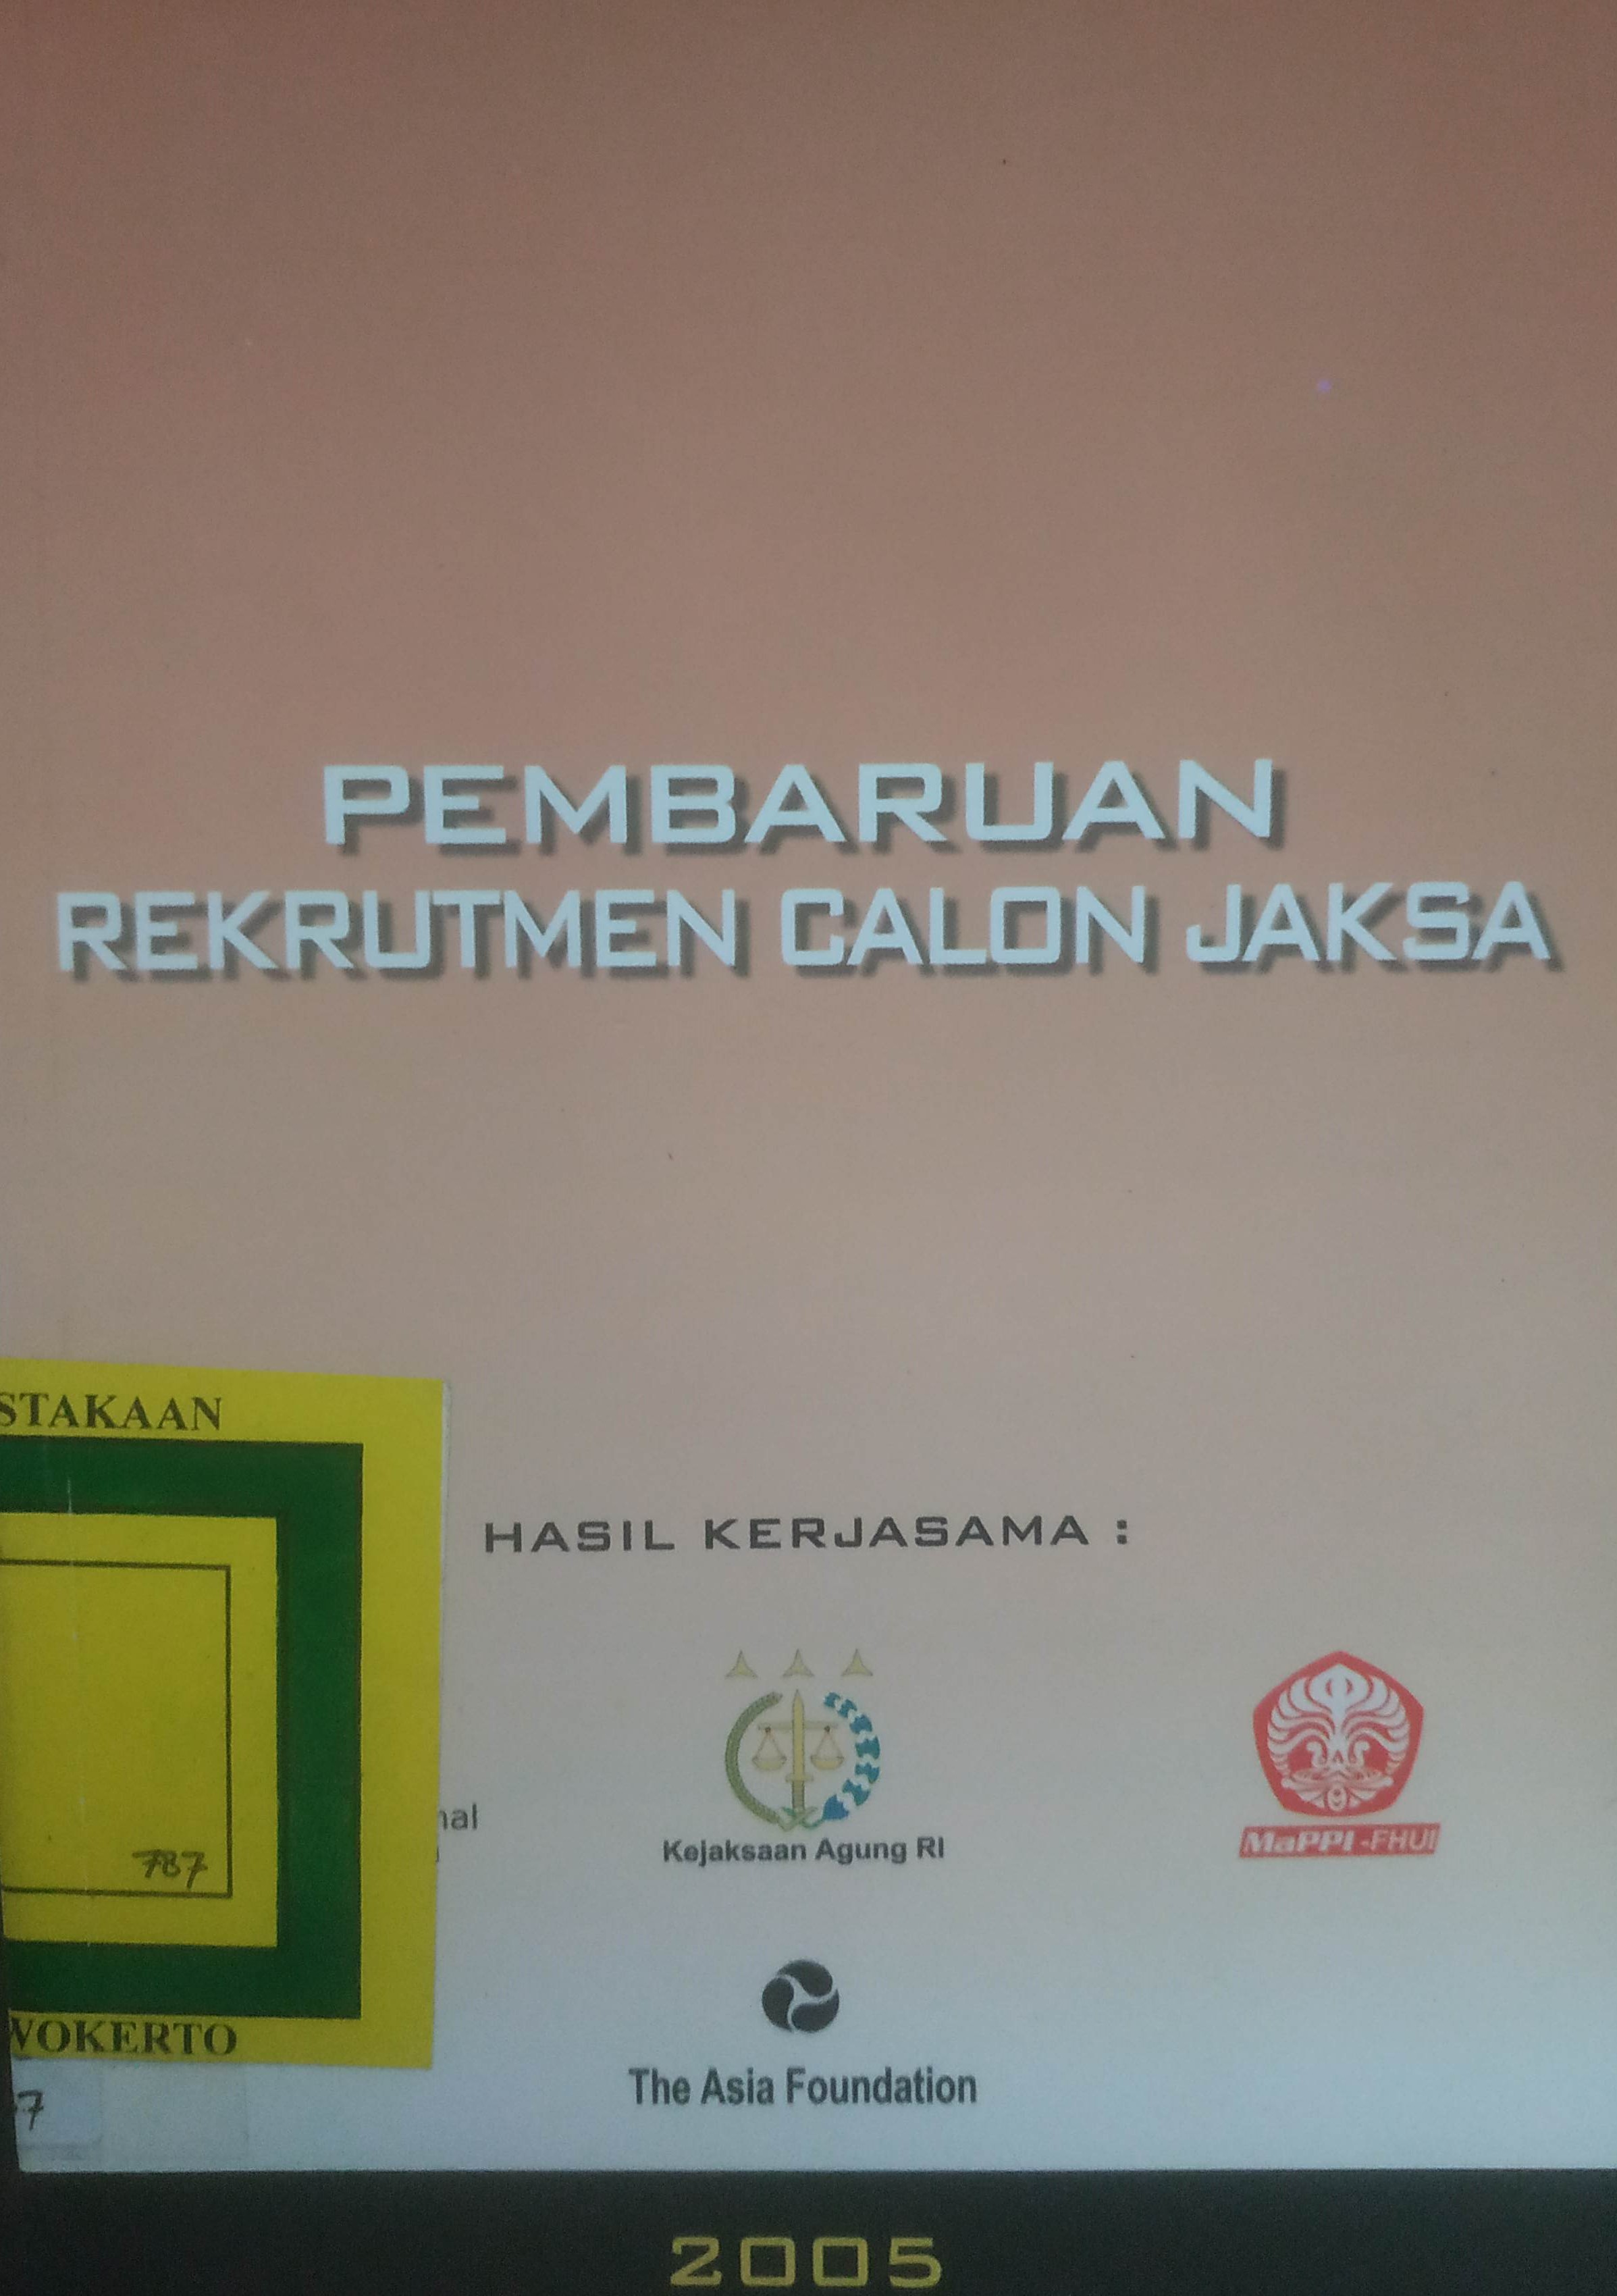 PEMBARUAN
REKRUTMEN CALON JAKSA
STAKAAN
787
WOKERTO
7
HASIL KERJASAMA :
nal
Kejaksaan Agung RI
MaPPI-FHUI
The Asia Foundation
2005